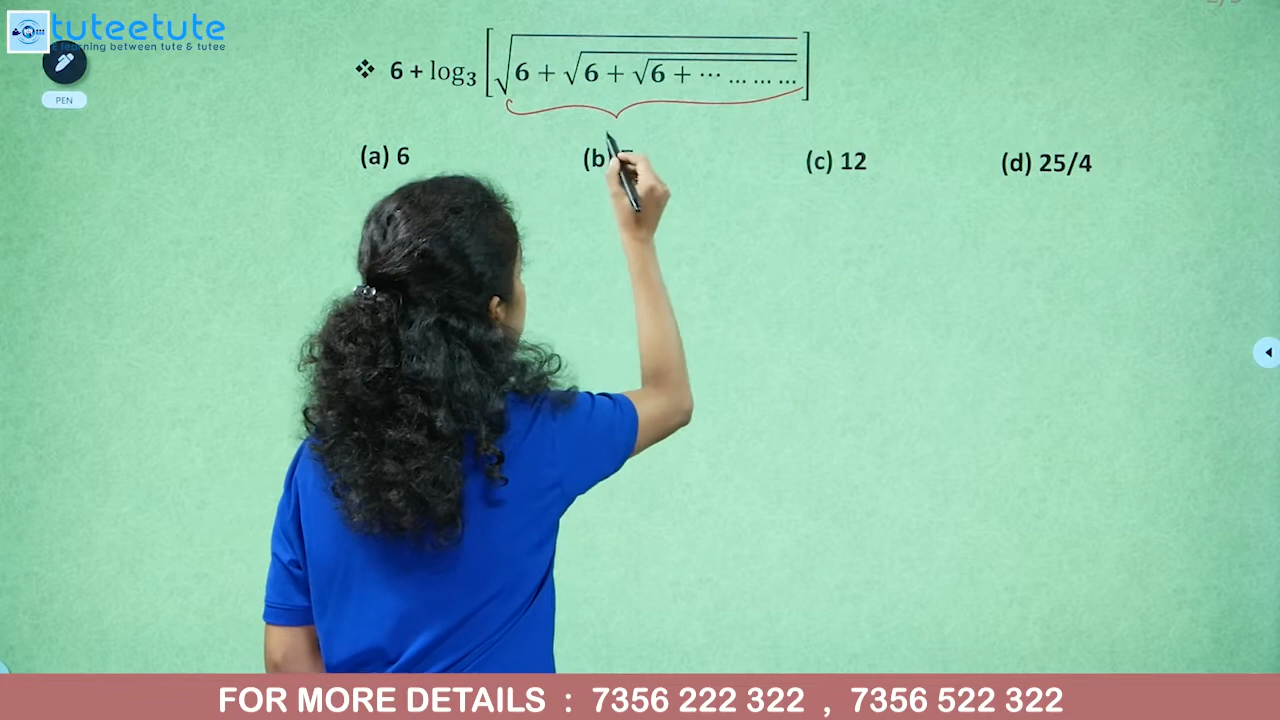 tuteetute
e learning between tute & tutee
PEN
❖ 6 + log₃ [√6 + √6 + √6 + ⋯ … … …]
(a) 6
(b)
(c) 12
(d) 25/4
FOR MORE DETAILS : 7356 222 322 , 7356 522 322